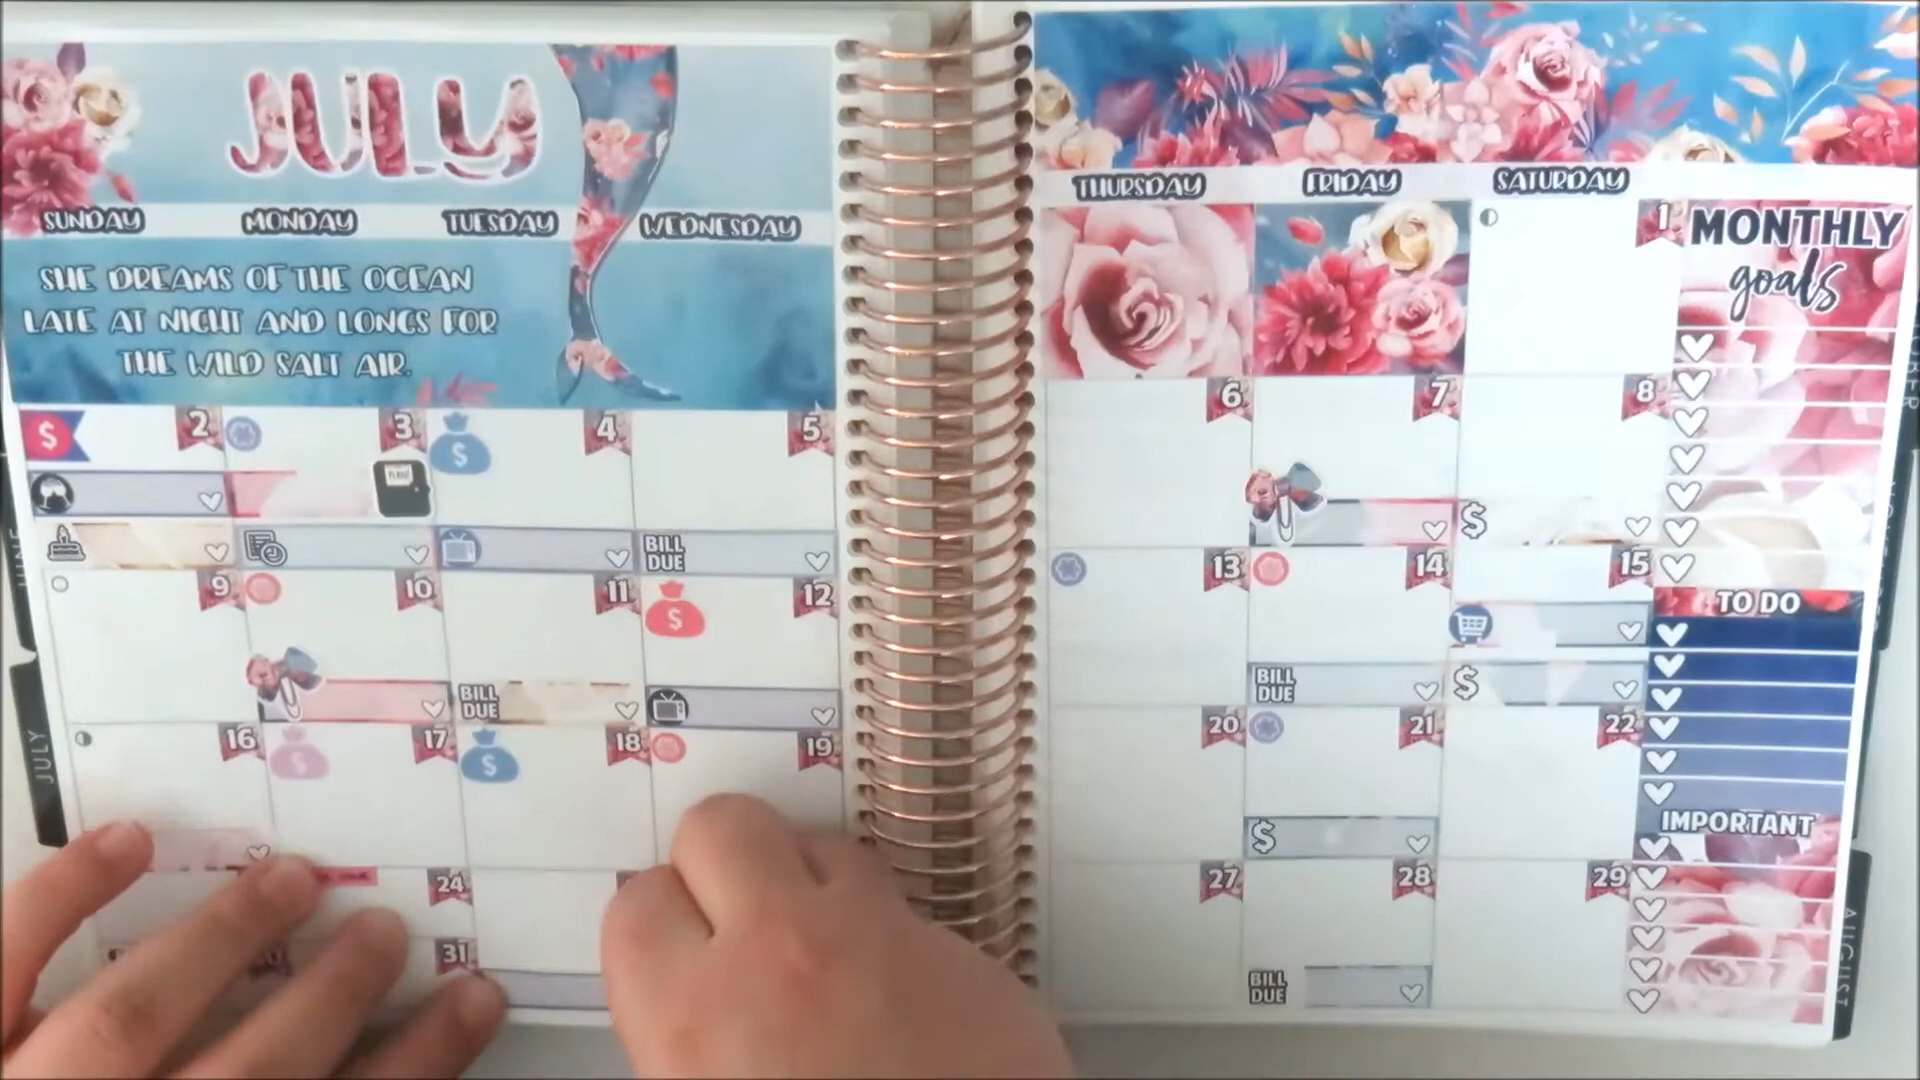 JULY
SUNDAY MONDAY TUESDAY WEDNESDAY
SHE DREAMS OF THE OCEAN
LATE AT NIGHT AND LONGS FOR
THE WILD SALT AIR.
$ 2 3 4 5
$
BILL DUE
9 10 11 12
$
BILL DUE
16 17 18 19
$
24
31
JUNE
JULY
THURSDAY FRIDAY SATURDAY
1
6 7 8
$
13 14 15
BILL DUE
$
20 21 22
$
27 28 29
BILL DUE
MONTHLY
goals
TO DO
IMPORTANT
AUGUST